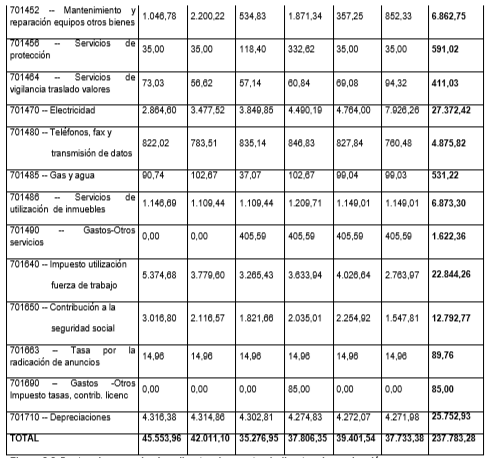 701452 -- Mantenimiento y 1.046,78 2.200,22 534,83 1.871,34 357,25 852,33 6.862,75
reparación equipos otros bienes
701456 -- Servicios de 35,00 35,00 118,40 332,62 35,00 35,00 591,02
protección
701464 -- Servicios de 73,03 56,62 57,14 60,84 69,08 94,32 411,03
vigilancia traslado valores
701470 -- Electricidad 2.864,60 3.477,52 3.849,85 4.490,19 4.764,00 7.926,26 27.372,42
701480 -- Teléfonos, fax y
transmisión de datos 822,02 783,51 835,14 846,83 827,84 760,48 4.875,82
701485 -- Gas y agua 90,74 102,67 37,07 102,67 99,04 99,03 531,22
701486 -- Servicios de 1.146,69 1.109,44 1.109,44 1.209,71 1.149,01 1.149,01 6.873,30
utilización de inmuebles
701490 -- Gastos-Otros 0,00 0,00 405,59 405,59 405,59 405,59 1.622,36
servicios
701640 -- Impuesto utilización
fuerza de trabajo 5.374,68 3.779,60 3.265,43 3.633,94 4.026,64 2.763,97 22.844,26
701650 -- Contribución a la
seguridad social 3.016,80 2.116,57 1.821,66 2.035,01 2.254,92 1.547,81 12.792,77
701663 -- Tasa por la 14,96 14,96 14,96 14,96 14,96 14,96 89,76
radicación de anuncios
701690 -- Gastos -Otros 0,00 0,00 0,00 85,00 0,00 0,00 85,00
Impuesto tasas, contrib. licenc
701710 -- Depreciaciones 4.316,38 4.314,86 4.302,81 4.274,83 4.272,07 4.271,98 25.752,93
TOTAL 45.553,96 42.011,10 35.276,95 37.806,35 39.401,54 37.733,38 237.783,28